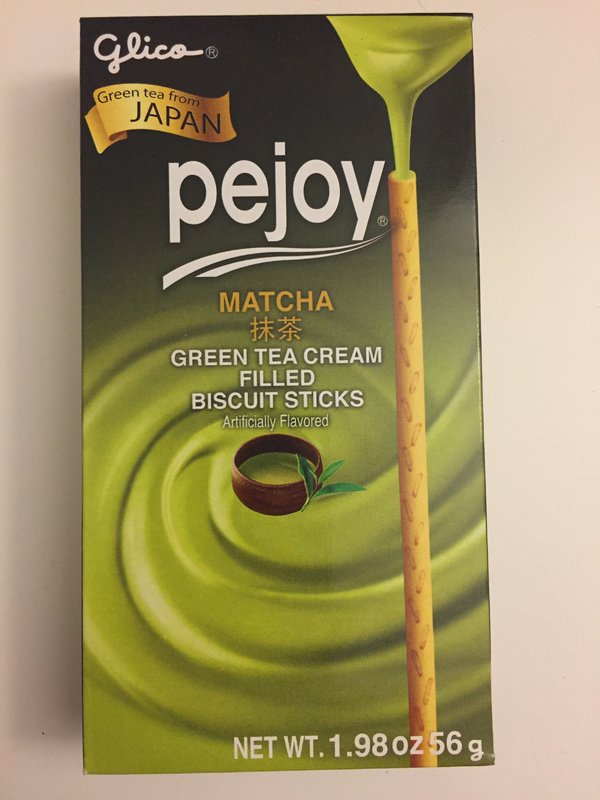 Glico®
Green tea from
JAPAN
pejoy®
MATCHA
抹茶
GREEN TEA CREAM
FILLED
BISCUIT STICKS
Artificially Flavored
NET WT. 1.98 oz 56 g